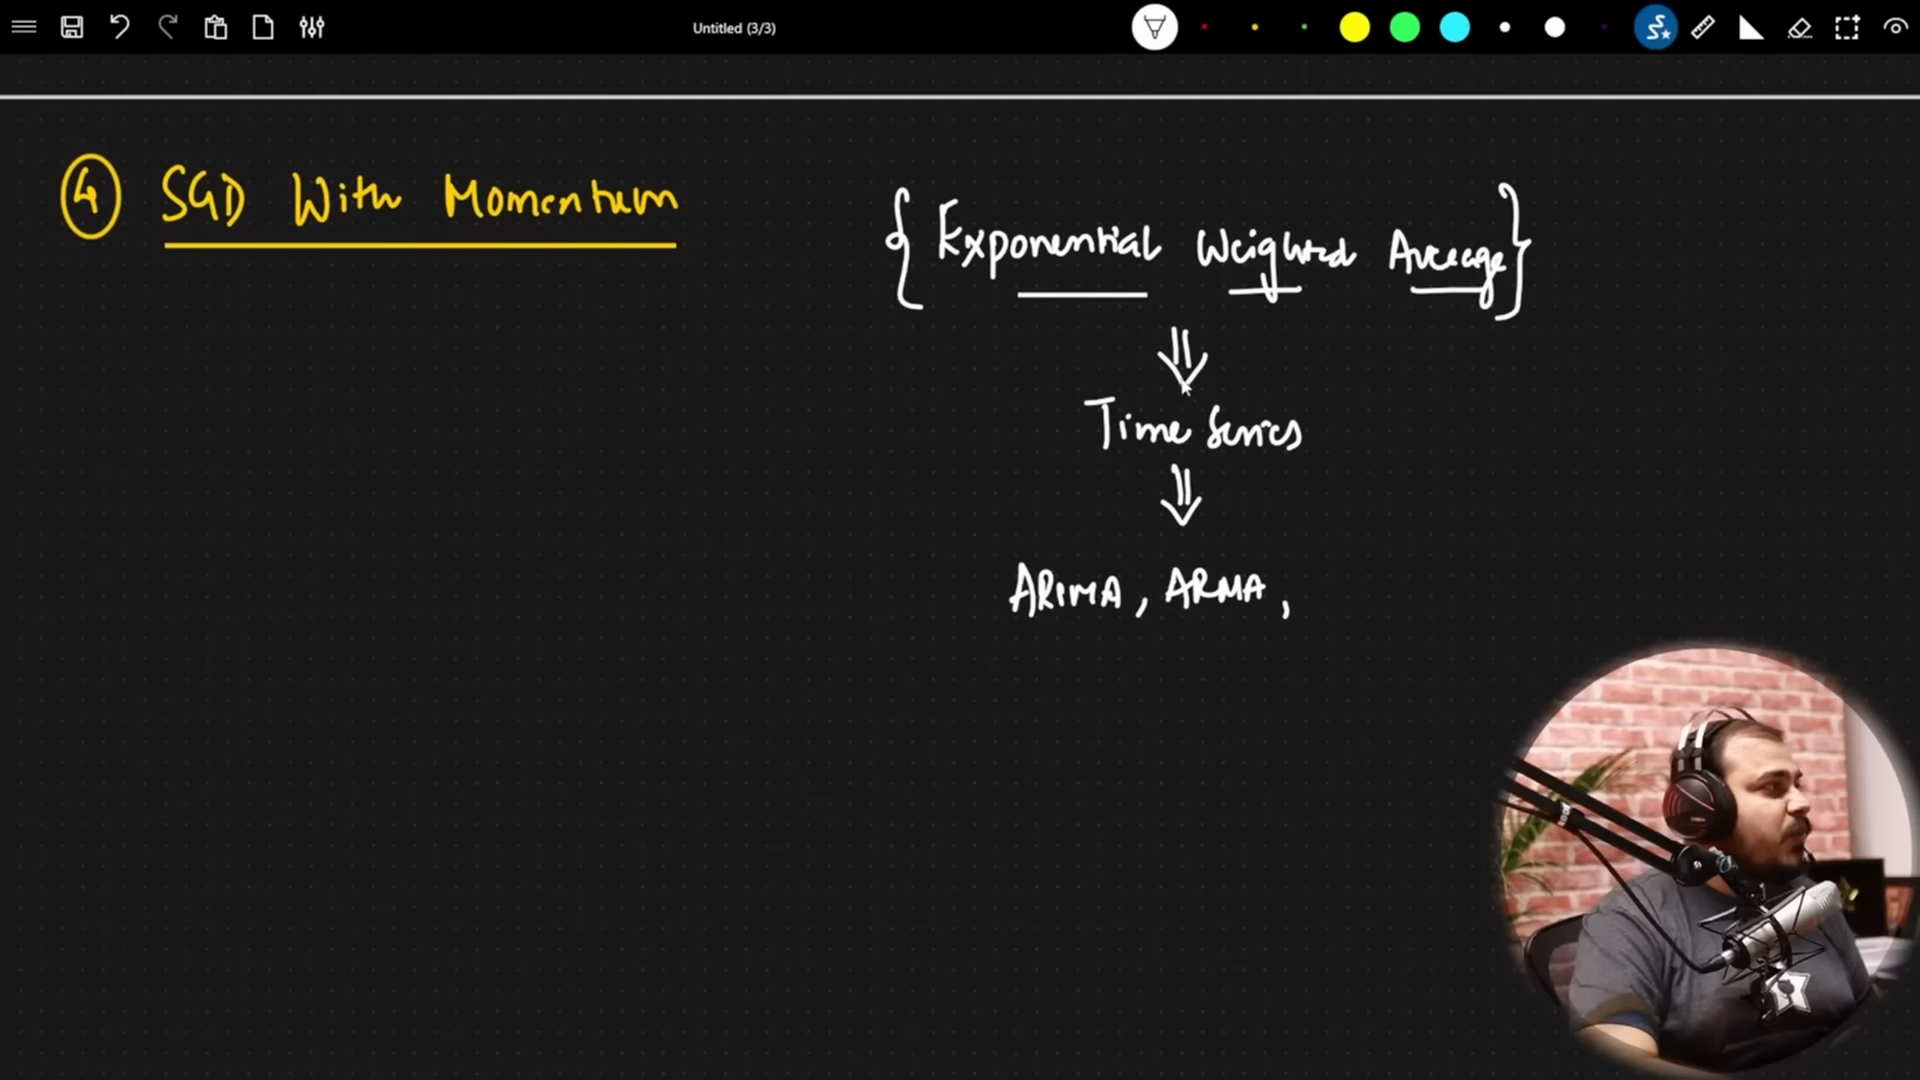 Untitled (3/3)
4 SGD With Momentum
{ Exponential Weighted Average }
Time Series
ARIMA, ARMA,